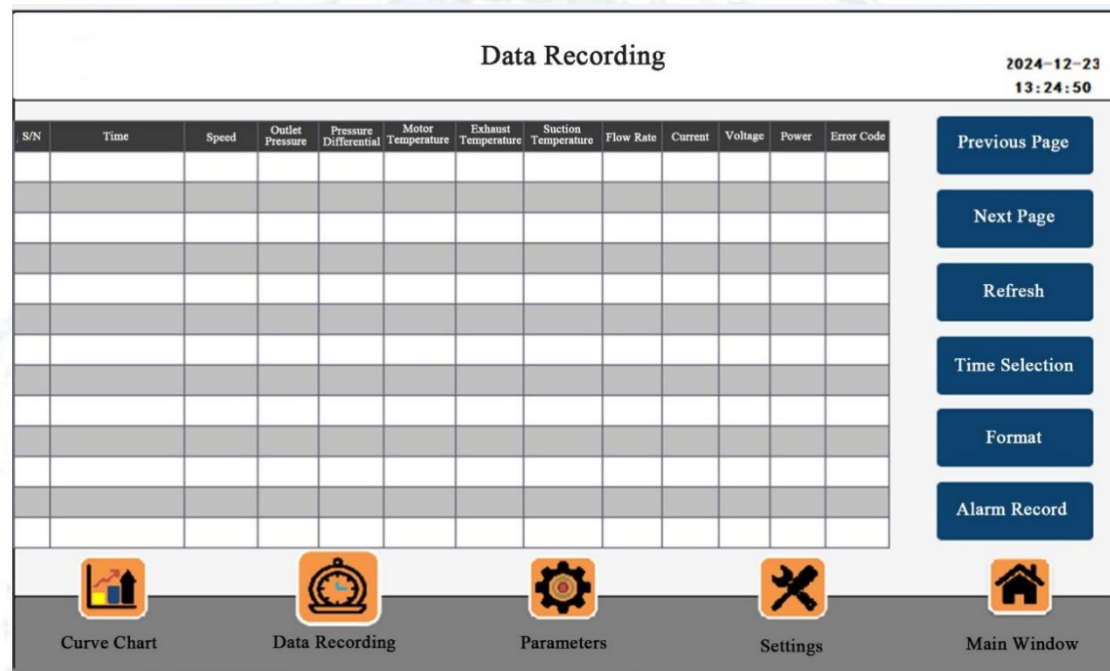 Data Recording
2024-12-23
13:24:50
S/N Time Speed Outlet Pressure Pressure Differential Motor Temperature Exhaust Temperature Suction Temperature Flow Rate Current Voltage Power Error Code
Previous Page
Next Page
Refresh
Time Selection
Format
Alarm Record
Curve Chart Data Recording Parameters Settings Main Window